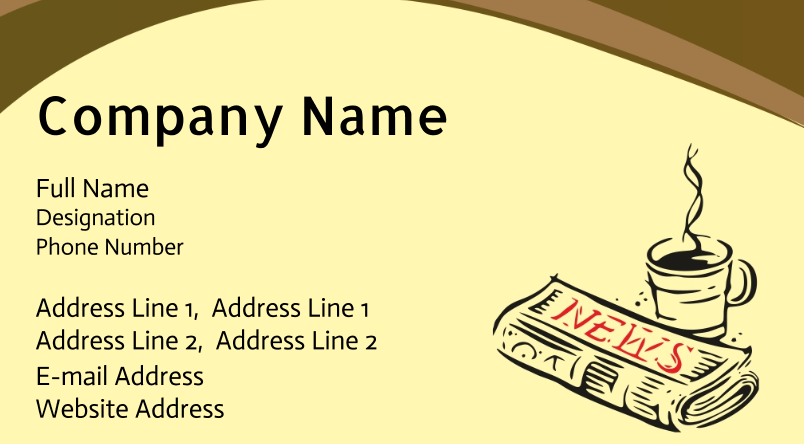 Company Name
Full Name
Designation
Phone Number
Address Line 1,  Address Line 1
Address Line 2,  Address Line 2
E-mail Address
Website Address
NEWS